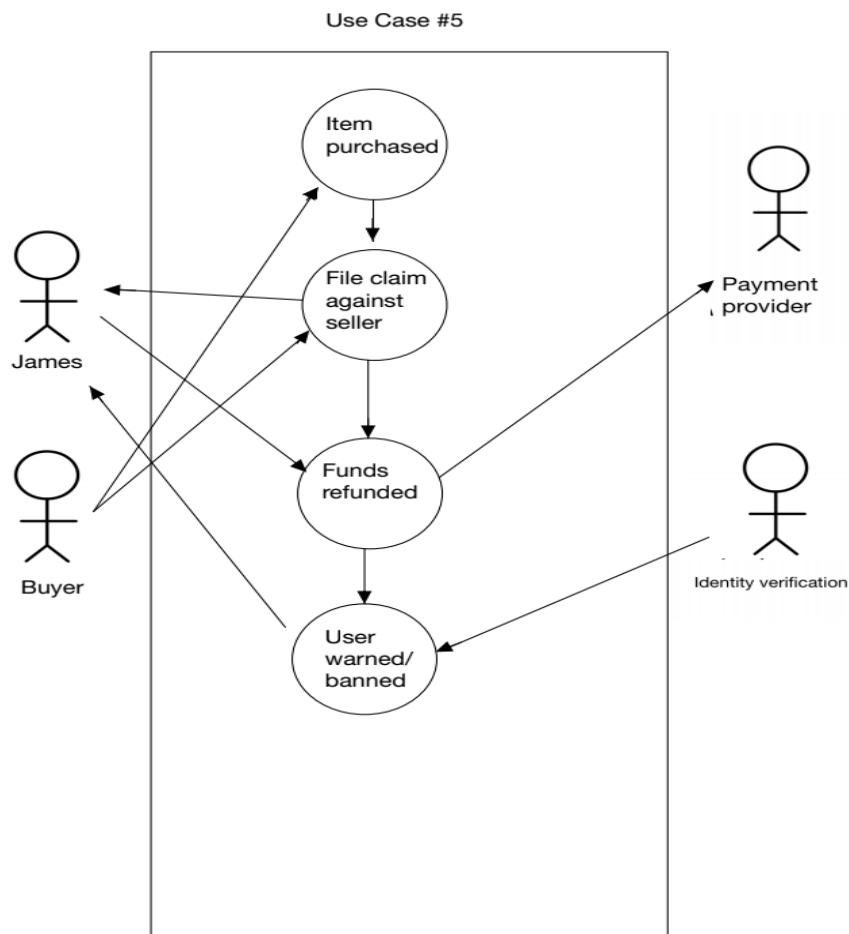 Use Case #5
Item
purchased
File claim
against
seller
James
Payment
provider
Funds
refunded
Buyer
Identity verification
User
warned/
banned